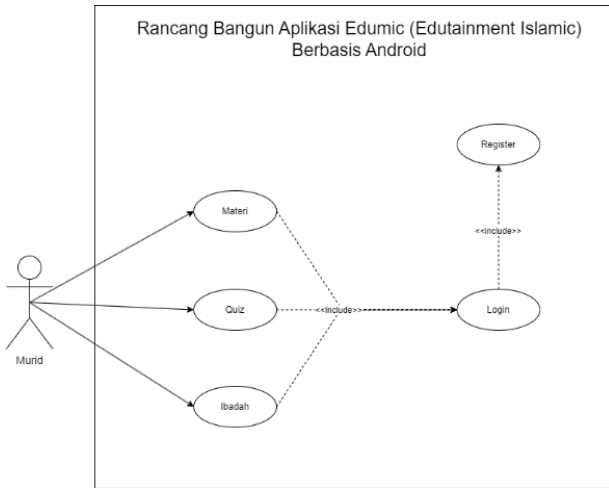 Rancang Bangun Aplikasi Edumic (Edutainment Islamic)
Berbasis Android
Register
Materi
<<include>>
Murid
Quiz
<<Include>>
Login
Ibadah